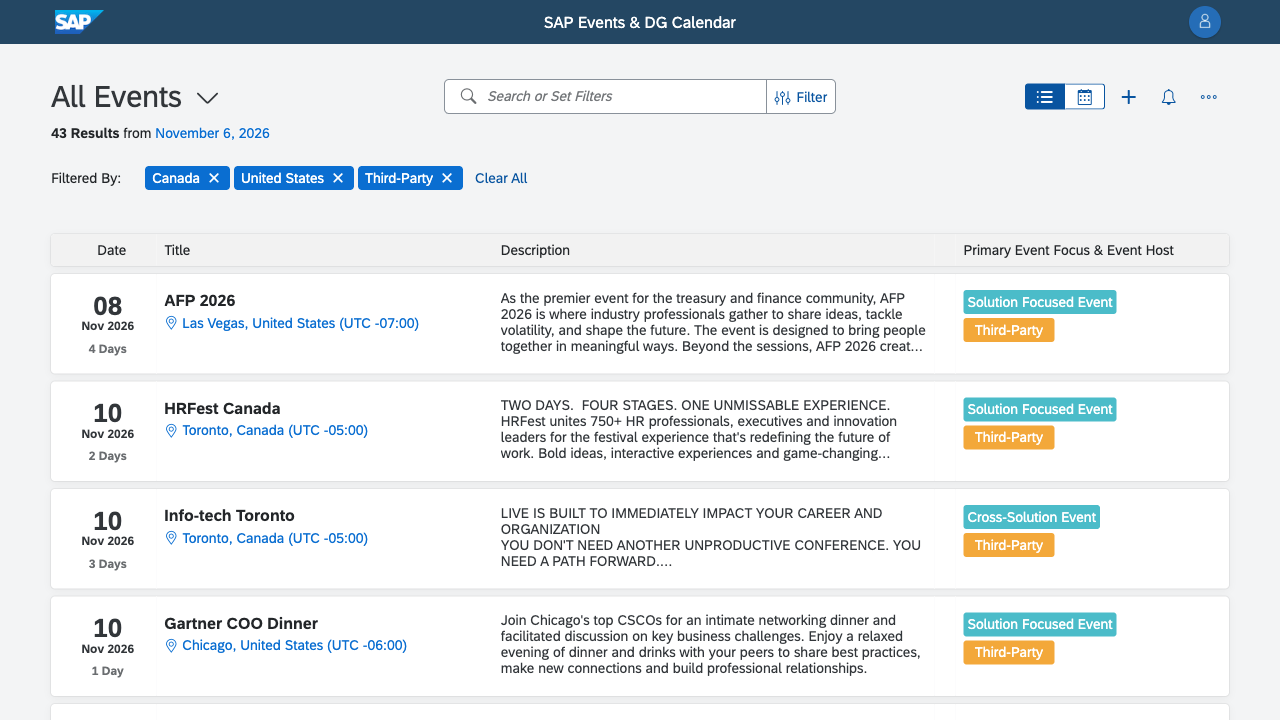 SAP
SAP Events & DG Calendar
All Events
Search or Set Filters
Filter
43 Results from November 6, 2026
Filtered By:
Canada
United States
Third-Party
Clear All
Date
Title
Description
Primary Event Focus & Event Host
08
Nov 2026
4 Days
AFP 2026
Las Vegas, United States (UTC -07:00)
As the premier event for the treasury and finance community, AFP
2026 is where industry professionals gather to share ideas, tackle
volatility, and shape the future. The event is designed to bring people
together in meaningful ways. Beyond the sessions, AFP 2026 creat...
Solution Focused Event
Third-Party
10
Nov 2026
2 Days
HRFest Canada
Toronto, Canada (UTC -05:00)
TWO DAYS.  FOUR STAGES. ONE UNMISSABLE EXPERIENCE.
HRFest unites 750+ HR professionals, executives and innovation
leaders for the festival experience that's redefining the future of
work. Bold ideas, interactive experiences and game-changing...
Solution Focused Event
Third-Party
10
Nov 2026
3 Days
Info-tech Toronto
Toronto, Canada (UTC -05:00)
LIVE IS BUILT TO IMMEDIATELY IMPACT YOUR CAREER AND
ORGANIZATION
YOU DON'T NEED ANOTHER UNPRODUCTIVE CONFERENCE. YOU
NEED A PATH FORWARD....
Cross-Solution Event
Third-Party
10
Nov 2026
1 Day
Gartner COO Dinner
Chicago, United States (UTC -06:00)
Join Chicago's top CSCOs for an intimate networking dinner and
facilitated discussion on key business challenges. Enjoy a relaxed
evening of dinner and drinks with your peers to share best practices,
make new connections and build professional relationships.
Solution Focused Event
Third-Party